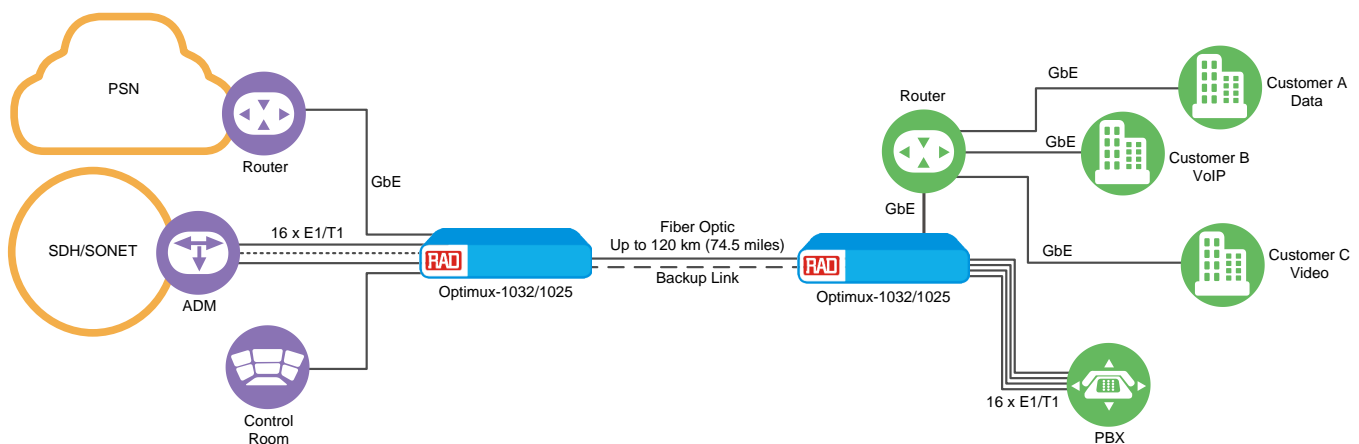 PSN
Router
GbE
SDH/SONET
16 x E1/T1
ADM
Control
Room
RAD
Optimux-1032/1025
Fiber Optic
Up to 120 km (74.5 miles)
Backup Link
RAD
Optimux-1032/1025
Router
GbE
GbE
Customer A
Data
GbE
Customer B
VoIP
GbE
Customer C
Video
16 x E1/T1
PBX